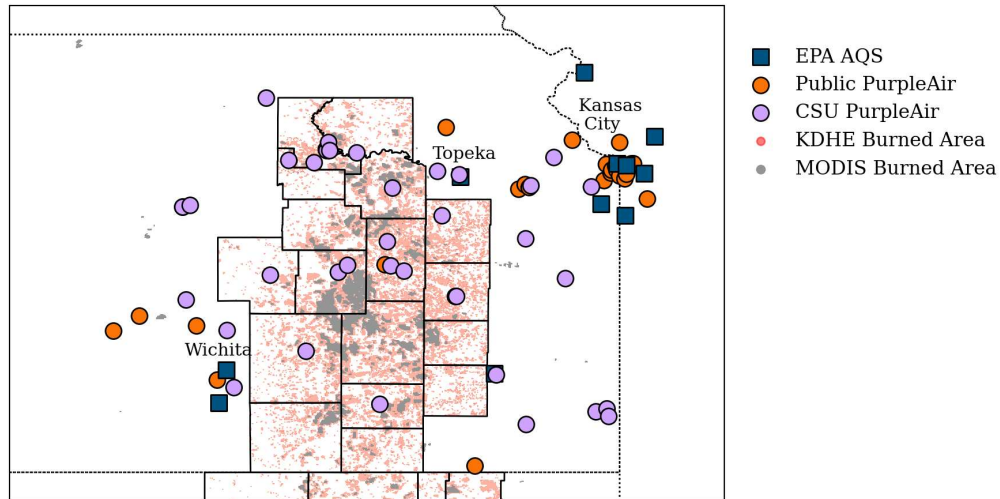 Kansas
City
Topeka
Wichita
EPA AQS
Public PurpleAir
CSU PurpleAir
KDHE Burned Area
MODIS Burned Area